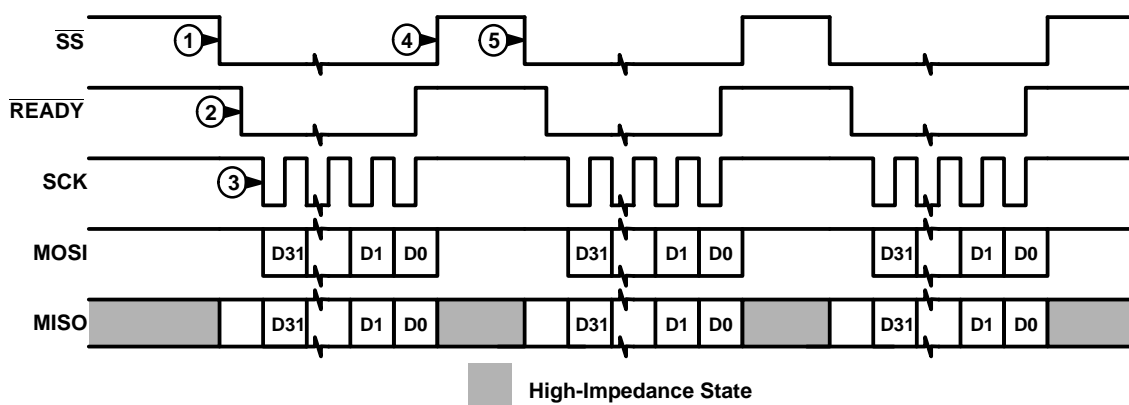 SS
1
4
5
READY
2
SCK
3
MOSI
D31
D1
D0
D31
D1
D0
D31
D1
D0
MISO
D31
D1
D0
D31
D1
D0
D31
D1
D0
High-Impedance State